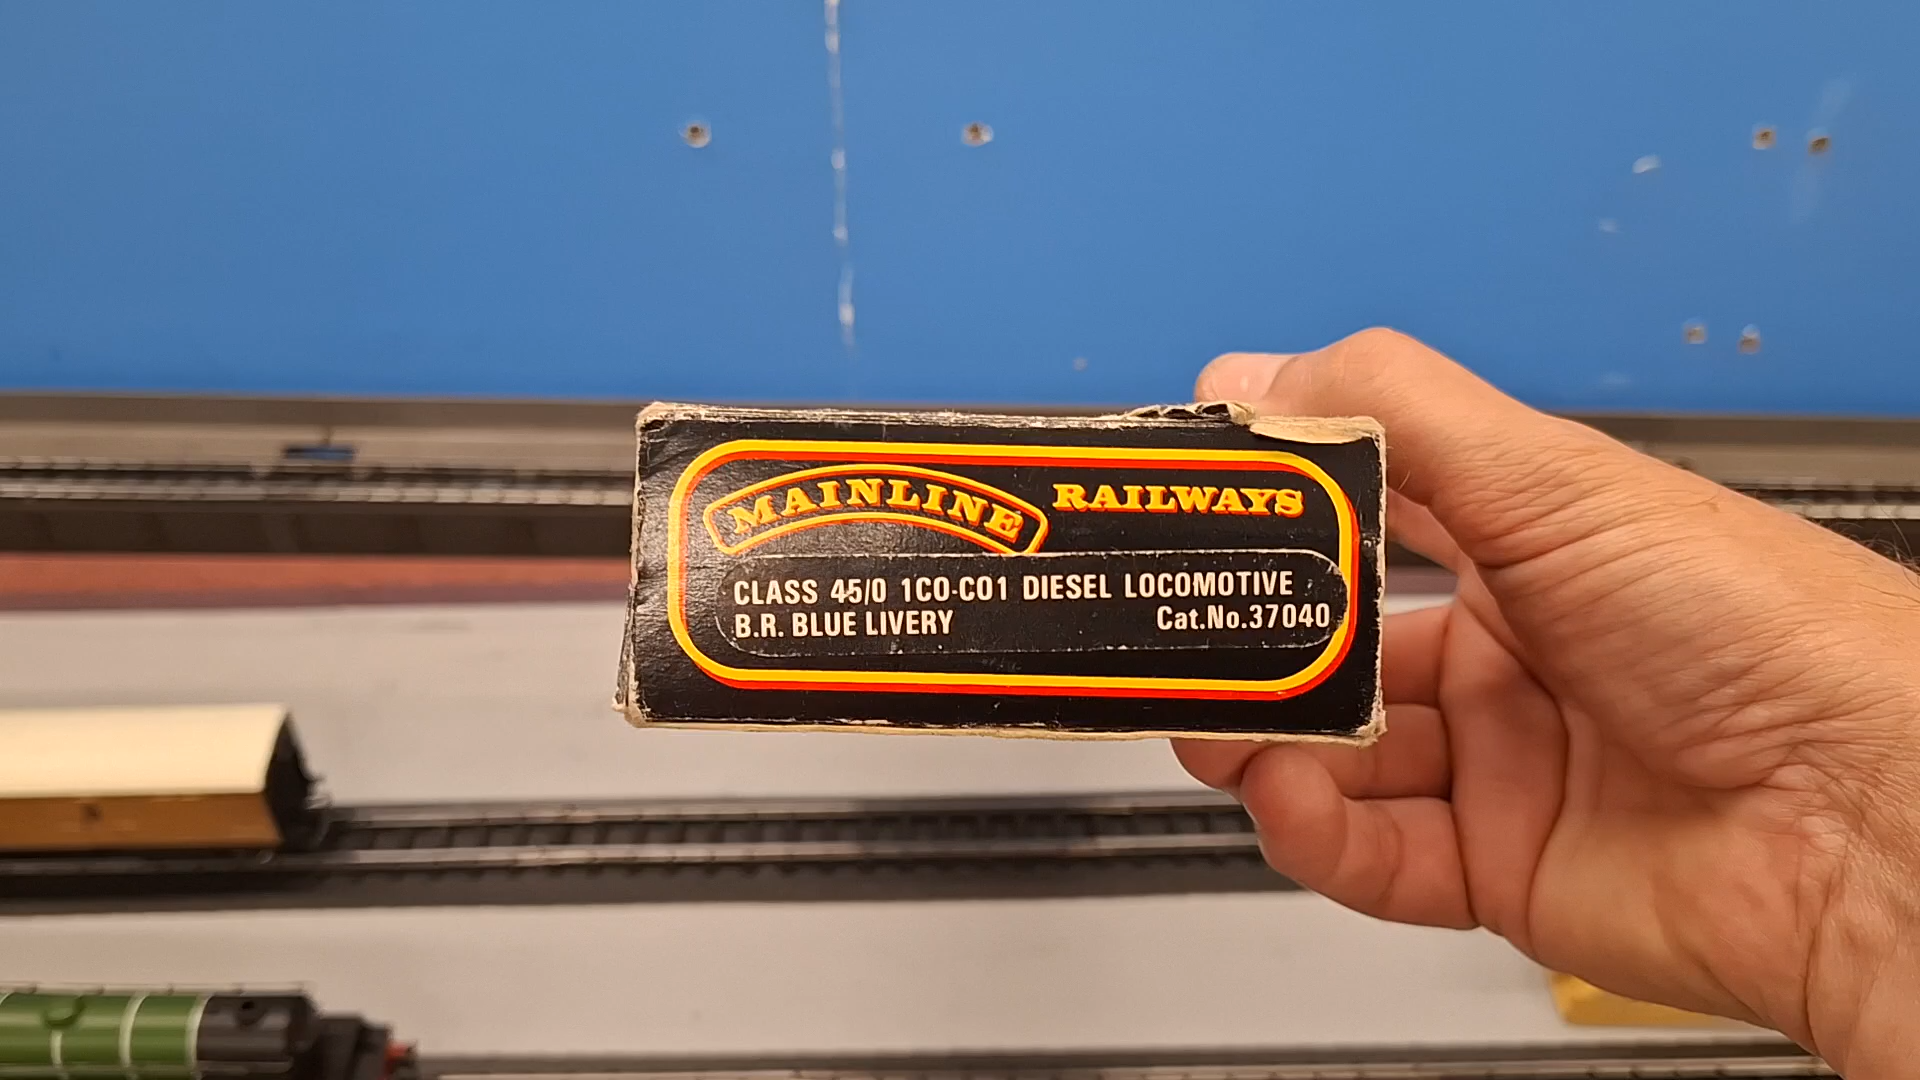 MAINLINE RAILWAYS
CLASS 45/0 1CO-CO1 DIESEL LOCOMOTIVE
B.R. BLUE LIVERY Cat.No.37040